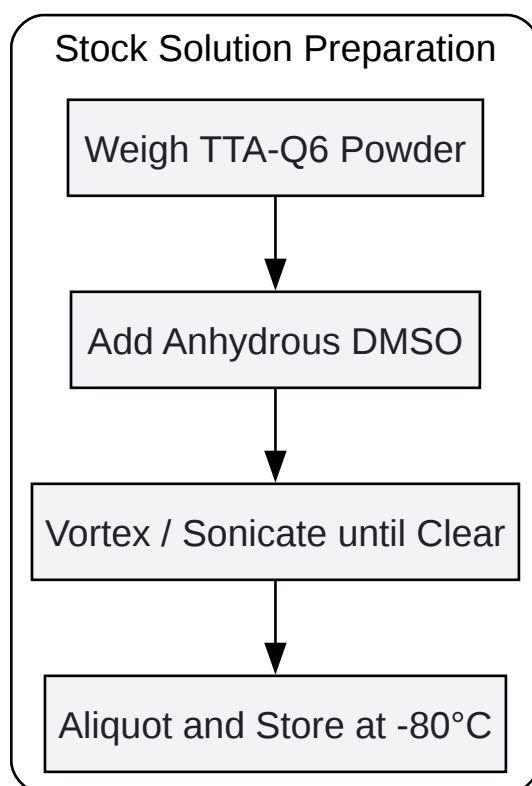 Stock Solution Preparation
Weigh TTA-Q6 Powder
Add Anhydrous DMSO
Vortex / Sonicate until Clear
Aliquot and Store at -80°C